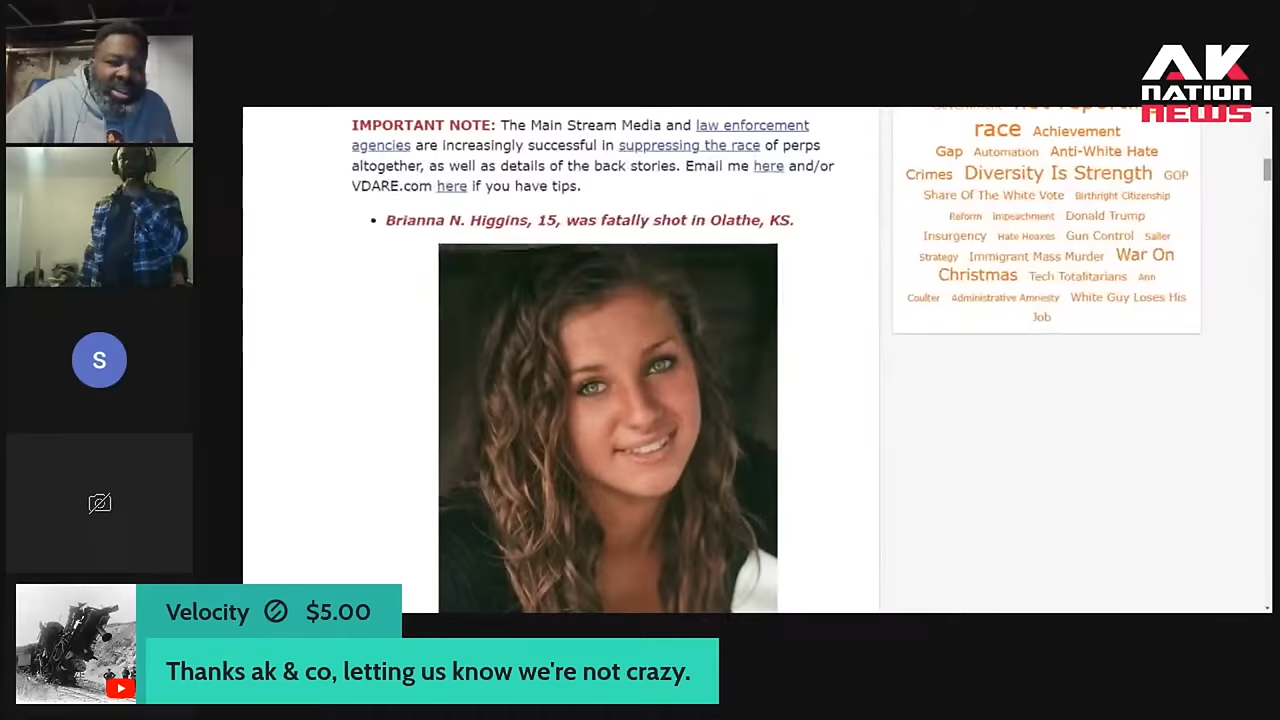 AK
NATION
NEWS
IMPORTANT NOTE: The Main Stream Media and law enforcement
agencies are increasingly successful in suppressing the race of perps
altogether, as well as details of the back stories. Email me here and/or
VDARE.com here if you have tips.
• Brianna N. Higgins, 15, was fatally shot in Olathe, KS.
race Achievement
Gap Automation Anti-White Hate
Crimes Diversity Is Strength GOP
Share Of The White Vote Birthright Citizenship
Reform Impeachment Donald Trump
Insurgency Hate Hoaxes Gun Control Sailer
Strategy Immigrant Mass Murder War On
Christmas Tech Totalitarians Ann
Coulter Administrative Amnesty White Guy Loses His
Job
S
Velocity $5.00
Thanks ak & co, letting us know we're not crazy.